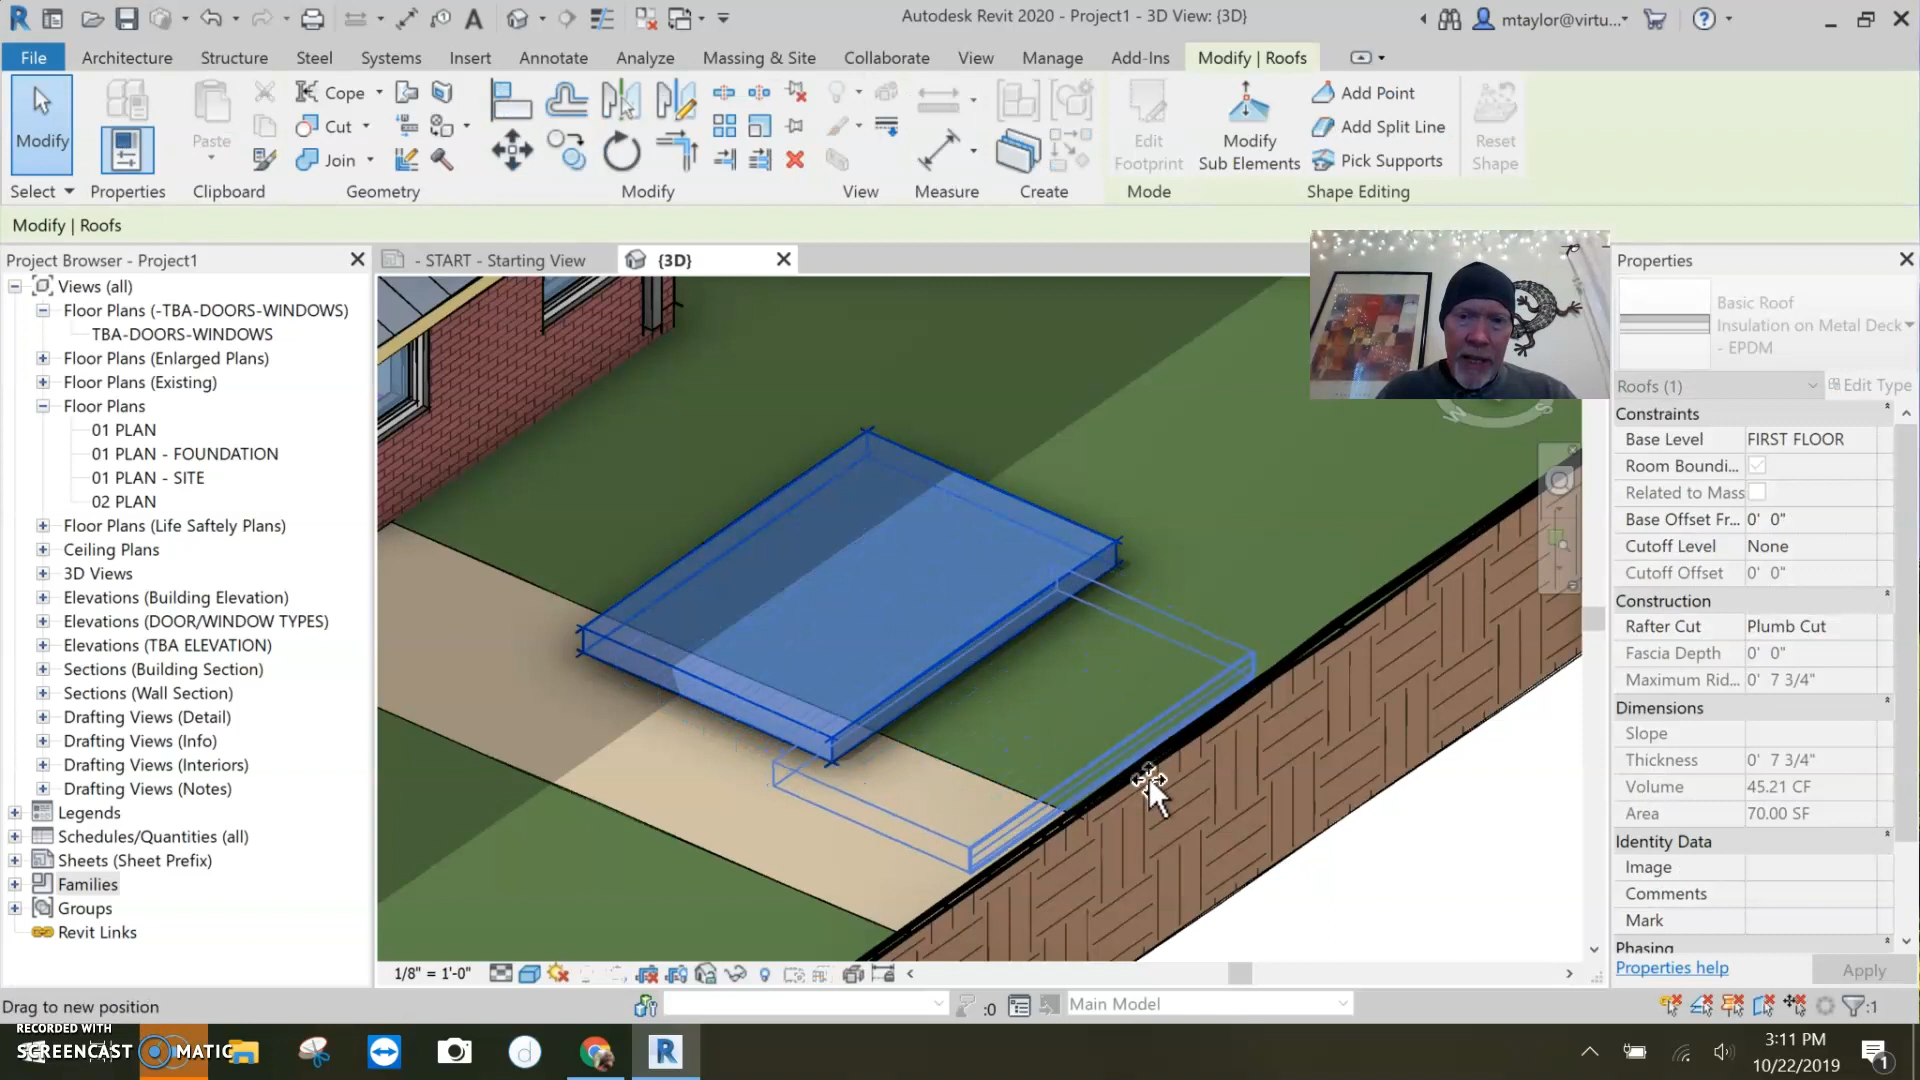 Autodesk Revit 2020 - Project1 - 3D View: {3D}
mtaylor@virtu...
File
Architecture
Structure
Steel
Systems
Insert
Annotate
Analyze
Massing & Site
Collaborate
View
Manage
Add-Ins
Modify | Roofs
Modify
Paste
Cope
Cut
Join
Edit
Footprint
Modify
Sub Elements
Add Point
Add Split Line
Pick Supports
Reset
Shape
Select
Properties
Clipboard
Geometry
Modify
View
Measure
Create
Mode
Shape Editing
Modify | Roofs
Project Browser - Project1
Views (all)
Floor Plans (-TBA-DOORS-WINDOWS)
TBA-DOORS-WINDOWS
Floor Plans (Enlarged Plans)
Floor Plans (Existing)
Floor Plans
01 PLAN
01 PLAN - FOUNDATION
01 PLAN - SITE
02 PLAN
Floor Plans (Life Saftely Plans)
Ceiling Plans
3D Views
Elevations (Building Elevation)
Elevations (DOOR/WINDOW TYPES)
Elevations (TBA ELEVATION)
Sections (Building Section)
Sections (Wall Section)
Drafting Views (Detail)
Drafting Views (Info)
Drafting Views (Interiors)
Drafting Views (Notes)
Legends
Schedules/Quantities (all)
Sheets (Sheet Prefix)
Families
Groups
Revit Links
- START - Starting View
{3D}
W
S
Properties
Basic Roof
Insulation on Metal Deck
- EPDM
Roofs (1)
Edit Type
Constraints
Base Level FIRST FLOOR
Room Boundi...
Related to Mass
Base Offset Fr... 0' 0"
Cutoff Level None
Cutoff Offset 0' 0"
Construction
Rafter Cut Plumb Cut
Fascia Depth 0' 0"
Maximum Rid... 0' 7 3/4"
Dimensions
Slope
Thickness 0' 7 3/4"
Volume 45.21 CF
Area 70.00 SF
Identity Data
Image
Comments
Mark
Phasing
Properties help
Apply
1/8" = 1'-0"
Drag to new position
:0
Main Model
:1
RECORDED WITH
SCREENCAST MATIC
3:11 PM
10/22/2019
1